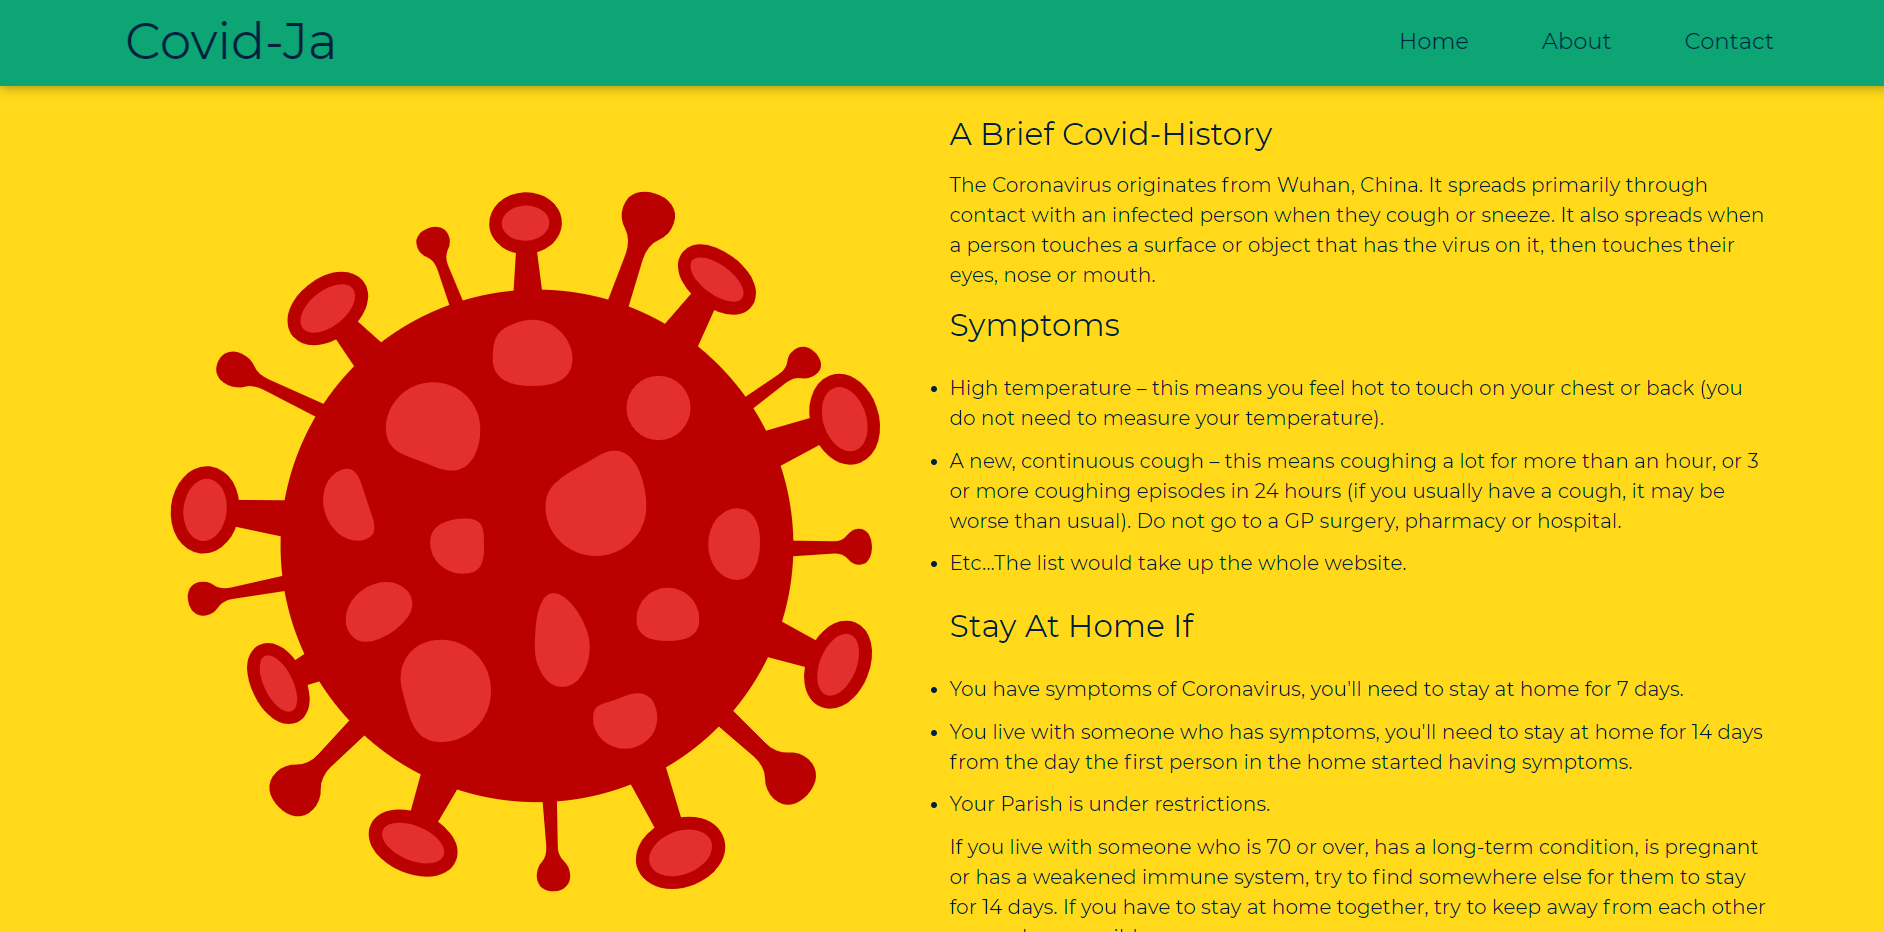 Covid-Ja
Home About Contact
A Brief Covid-History
The Coronavirus originates from Wuhan, China. It spreads primarily through
contact with an infected person when they cough or sneeze. It also spreads when
a person touches a surface or object that has the virus on it, then touches their
eyes, nose or mouth.
Symptoms
• High temperature – this means you feel hot to touch on your chest or back (you
do not need to measure your temperature).
• A new, continuous cough – this means coughing a lot for more than an hour, or 3
or more coughing episodes in 24 hours (if you usually have a cough, it may be
worse than usual). Do not go to a GP surgery, pharmacy or hospital.
• Etc...The list would take up the whole website.
Stay At Home If
• You have symptoms of Coronavirus, you'll need to stay at home for 7 days.
• You live with someone who has symptoms, you'll need to stay at home for 14 days
from the day the first person in the home started having symptoms.
• Your Parish is under restrictions.
If you live with someone who is 70 or over, has a long-term condition, is pregnant
or has a weakened immune system, try to find somewhere else for them to stay
for 14 days. If you have to stay at home together, try to keep away from each other